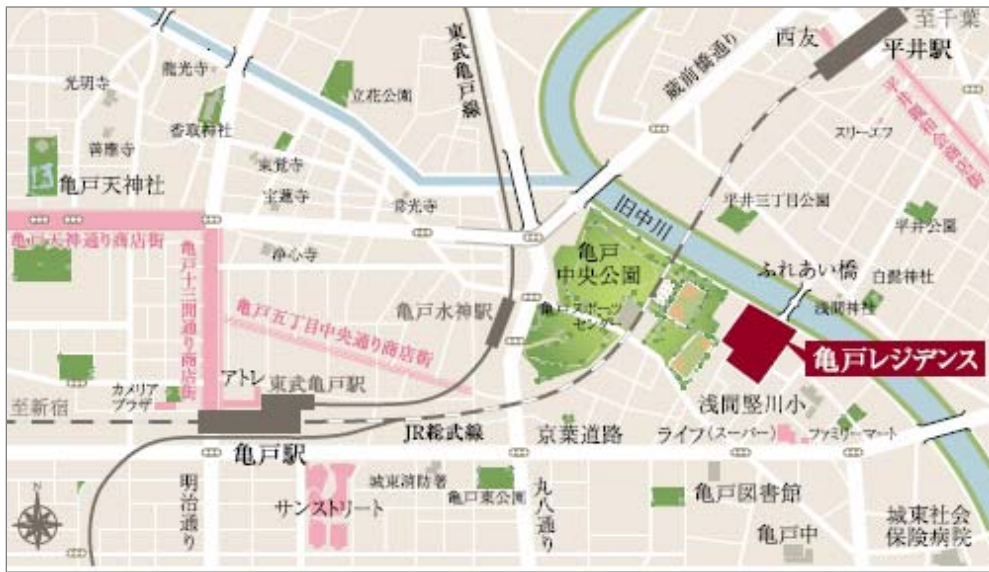 至千葉
西友
平井駅
東武亀戸線
蔵前橋通り
龍光寺
光明寺
立花公園
香取神社
平井親和会商店街
スリーエフ
善應寺
東覚寺
亀戸天神社
宝蓮寺
常光寺
旧中川
平井三丁目公園
平井公園
亀戸天神通り商店街
浄心寺
亀戸
中央公園
ふれあい橋
白髭神社
亀戸十三間通り商店街
亀戸五丁目中央通り商店街
亀戸水神駅
亀戸スポーツ
センター
浅間神社
亀戸レジデンス
カメリア
プラザ
アトレ
東武亀戸駅
至新宿
浅間竪川小
亀戸駅
JR総武線
京葉道路
ライフ(スーパー)
ファミリーマート
明治通り
サンストリート
城東消防署
亀戸東公園
丸八通り
亀戸図書館
亀戸中
城東社会
保険病院